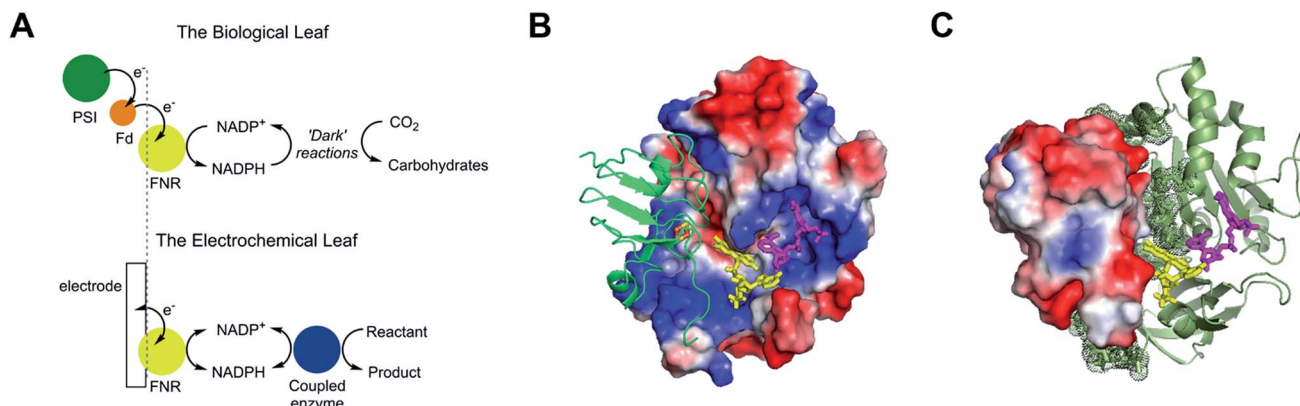 A
The Biological Leaf
e-
PSI
Fd
e-
FNR
NADP+
NADPH
'Dark'
reactions
CO2
Carbohydrates
The Electrochemical Leaf
electrode
e-
FNR
NADP+
NADPH
Coupled
enzyme
Reactant
Product
B
C